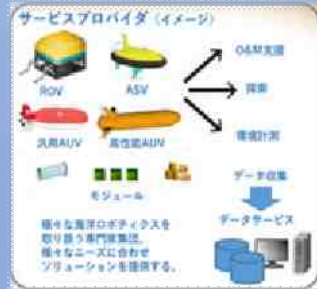 サービスプロバイダ（イメージ）
ROV
ASV
O&M支援
探索
環境計測
汎用AUV
高性能AUV
モジュール
データ収集
データサービス
様々な海洋ロボティクスを
取り扱う専門家集団。
様々なニーズに合わせ
ソリューションを提供する。